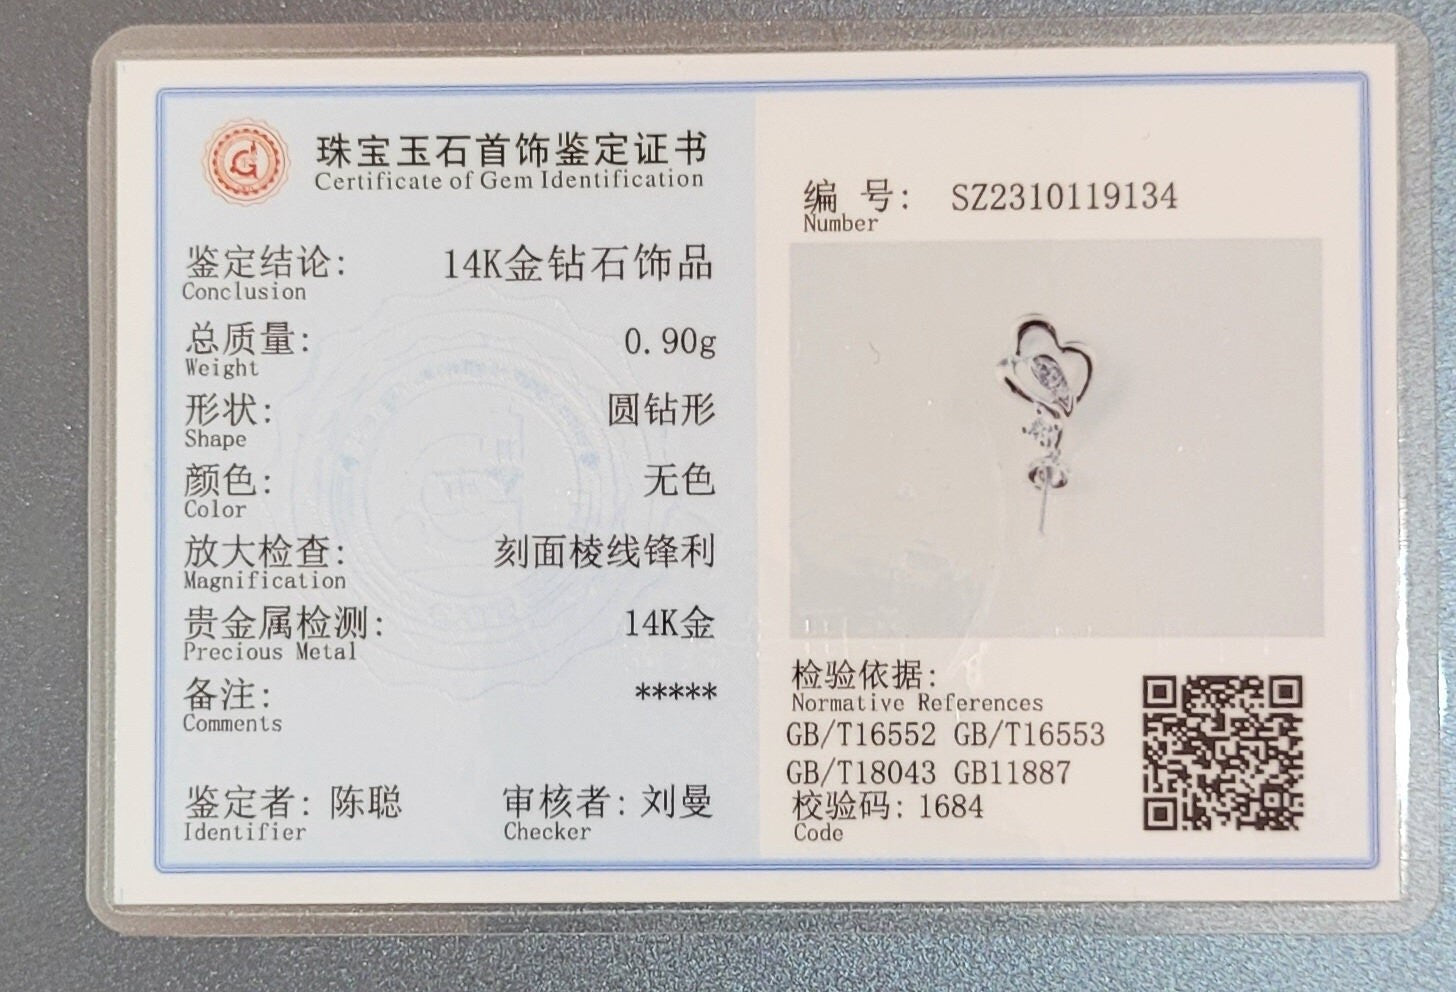 珠宝玉石首饰鉴定证书
Certificate of Gem Identification
鉴定结论: 14K金钻石饰品
Conclusion
总质量: 0.90g
Weight
形状: 圆钻形
Shape
颜色: 无色
Color
放大检查: 刻面棱线锋利
Magnification
贵金属检测: 14K金
Precious Metal
备注: *****
Comments
鉴定者: 陈聪 审核者: 刘曼
Identifier Checker
编 号: SZ2310119134
Number
检验依据:
Normative References
GB/T16552 GB/T16553
GB/T18043 GB11887
校验码: 1684
Code